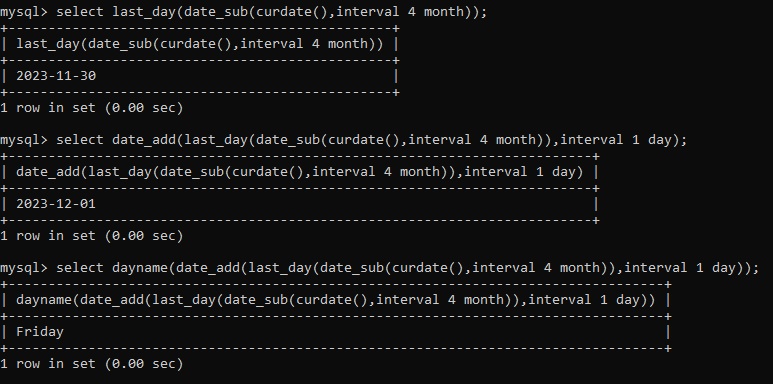 mysql> select last_day(date_sub(curdate(),interval 4 month));
+------------------------------------------------+
| last_day(date_sub(curdate(),interval 4 month)) |
+------------------------------------------------+
| 2023-11-30                                     |
+------------------------------------------------+
1 row in set (0.00 sec)
mysql> select date_add(last_day(date_sub(curdate(),interval 4 month)),interval 1 day);
+-------------------------------------------------------------------------+
| date_add(last_day(date_sub(curdate(),interval 4 month)),interval 1 day) |
+-------------------------------------------------------------------------+
| 2023-12-01                                                              |
+-------------------------------------------------------------------------+
1 row in set (0.00 sec)
mysql> select dayname(date_add(last_day(date_sub(curdate(),interval 4 month)),interval 1 day));
+----------------------------------------------------------------------------------+
| dayname(date_add(last_day(date_sub(curdate(),interval 4 month)),interval 1 day)) |
+----------------------------------------------------------------------------------+
| Friday                                                                           |
+----------------------------------------------------------------------------------+
1 row in set (0.00 sec)